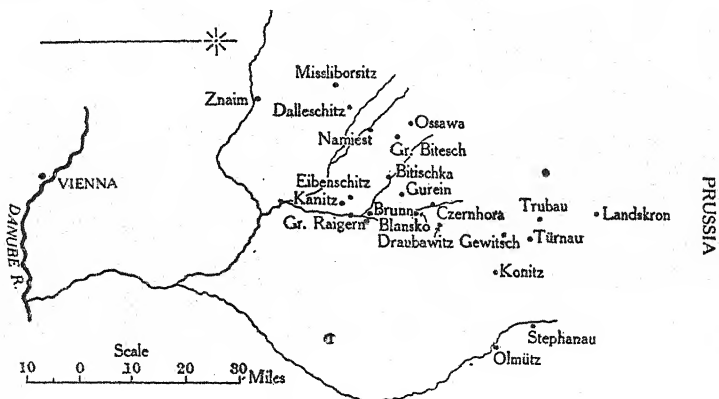 Missliborsitz
Znaim
Dalleschitz
Namiest
Ossawa
Gr. Bitesch
Bitischka
VIENNA
Eibenschitz
Gurein
Kanitz
Brunn
Czernhora
Trubau
Landskron
Gr. Raigern
Blansko
Draubawitz
Gewitsch
Türnau
Konitz
DANUBE R.
PRUSSIA
Stephanau
Olmütz
Scale
10 0 10 20 30 Miles